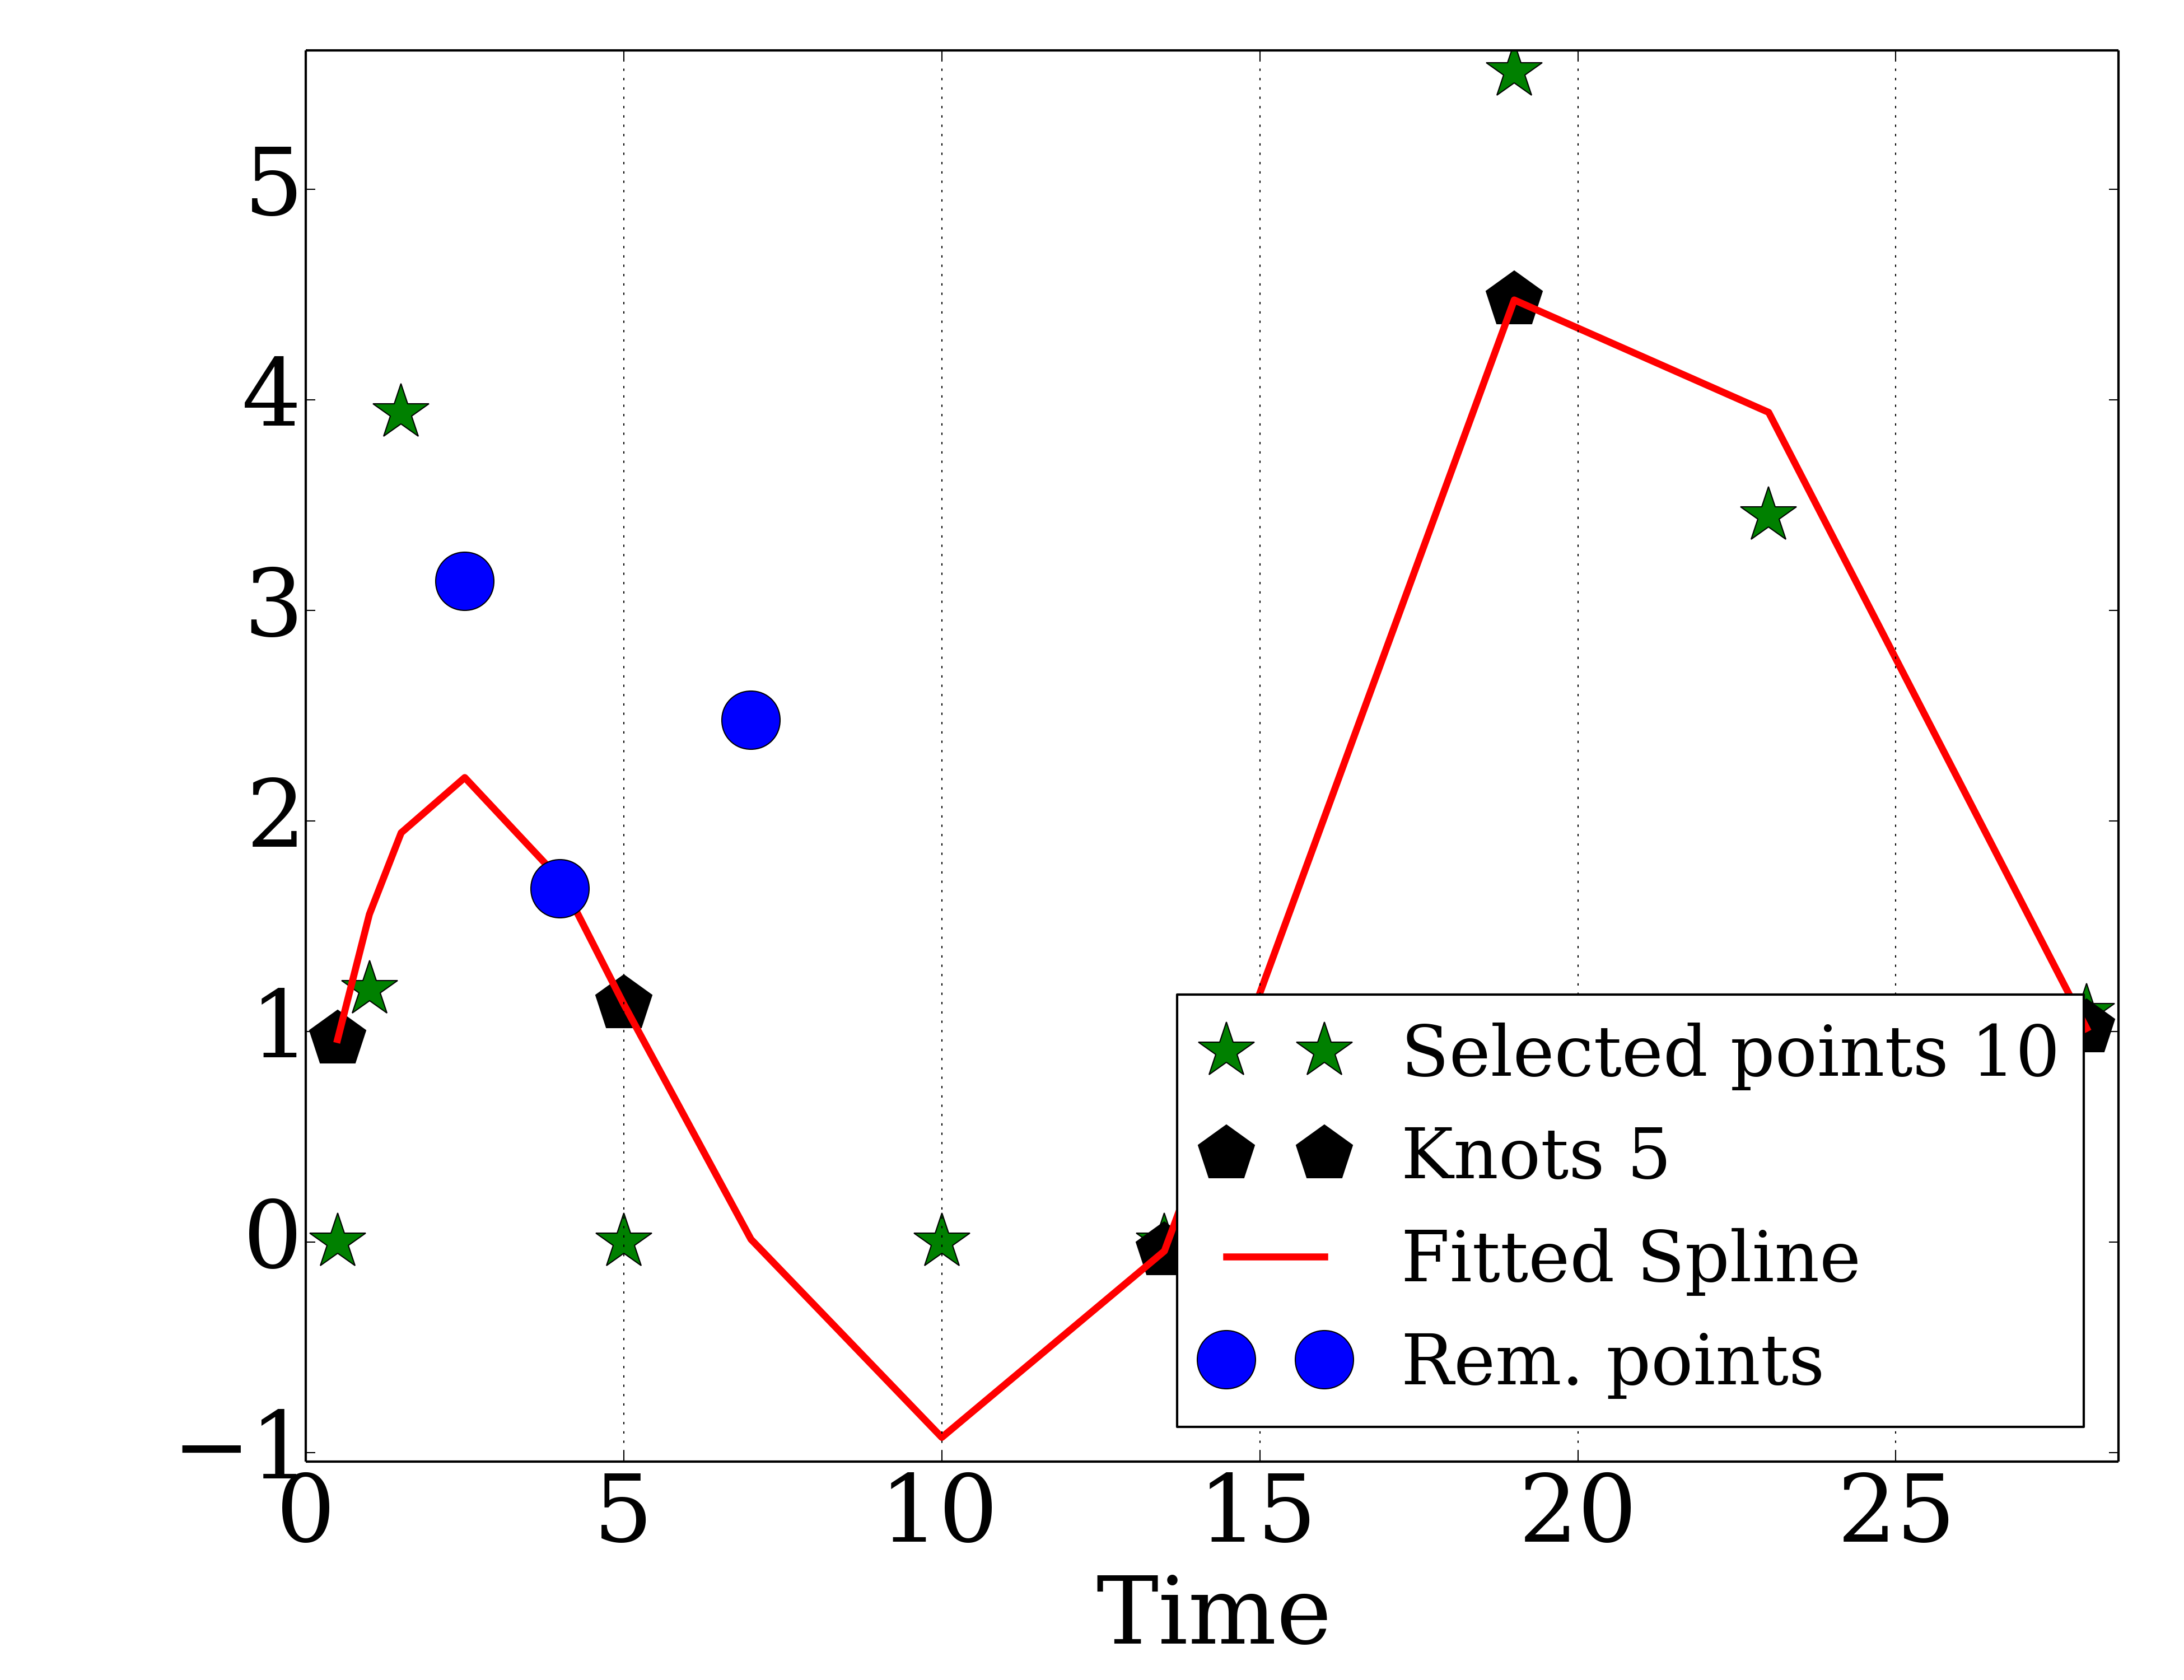 5
4
3
2
1
0
−1
0 5 10 15 20 25
Time
Selected points 10
Knots 5
Fitted Spline
Rem. points